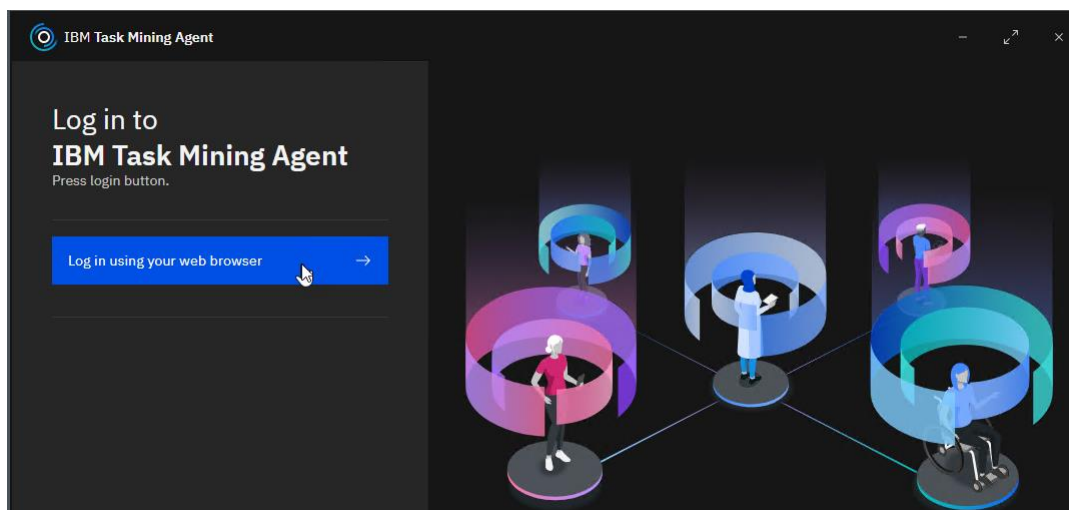 IBM Task Mining Agent
Log in to
IBM Task Mining Agent
Press login button.
Log in using your web browser